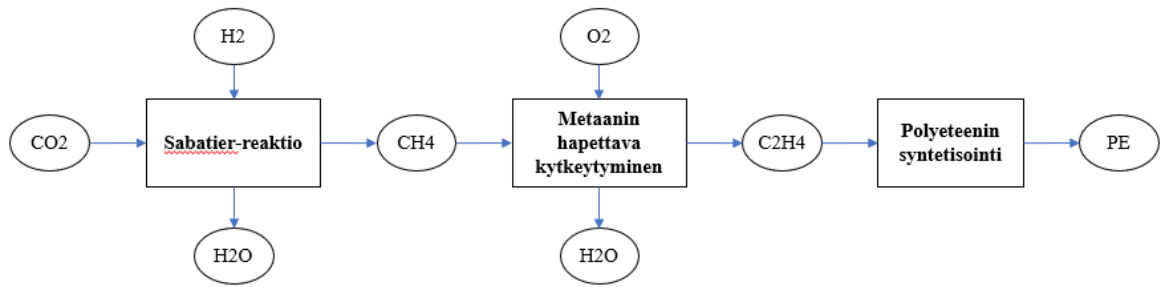 H2
O2
CO2
Sabatier-reaktio
CH4
Metaanin
hapettava
kytkeytyminen
C2H4
Polyeteenin
syntetisointi
PE
H2O
H2O